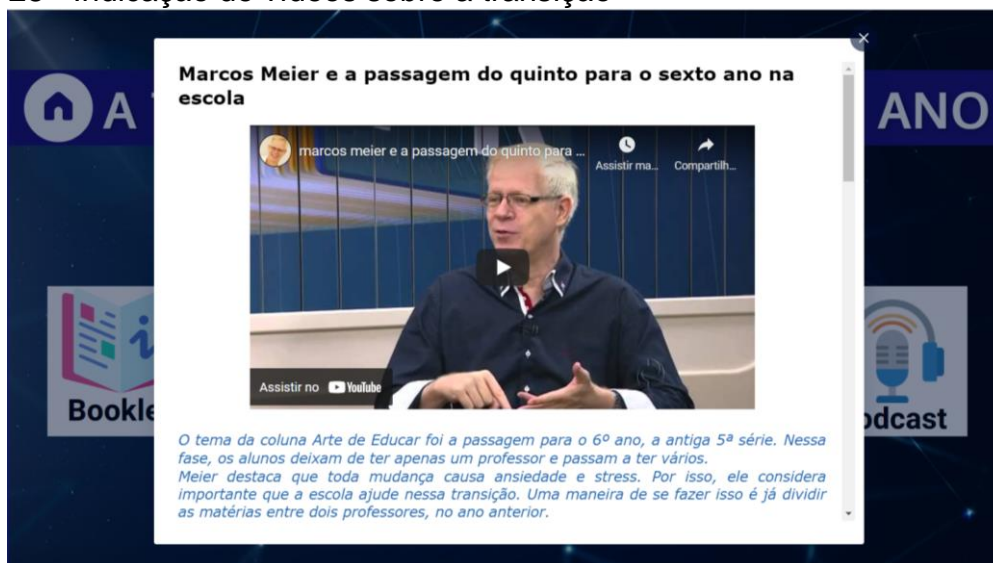 Marcos Meier e a passagem do quinto para o sexto ano na
escola
A
ANO
marcos meier e a passagem do quinto para ...
Assistir ma...
Compartilh...
Assistir no YouTube
Bookle
odcast
O tema da coluna Arte de Educar foi a passagem para o 6º ano, a antiga 5ª série. Nessa
fase, os alunos deixam de ter apenas um professor e passam a ter vários.
Meier destaca que toda mudança causa ansiedade e stress. Por isso, ele considera
importante que a escola ajude nessa transição. Uma maneira de se fazer isso é já dividir
as matérias entre dois professores, no ano anterior.